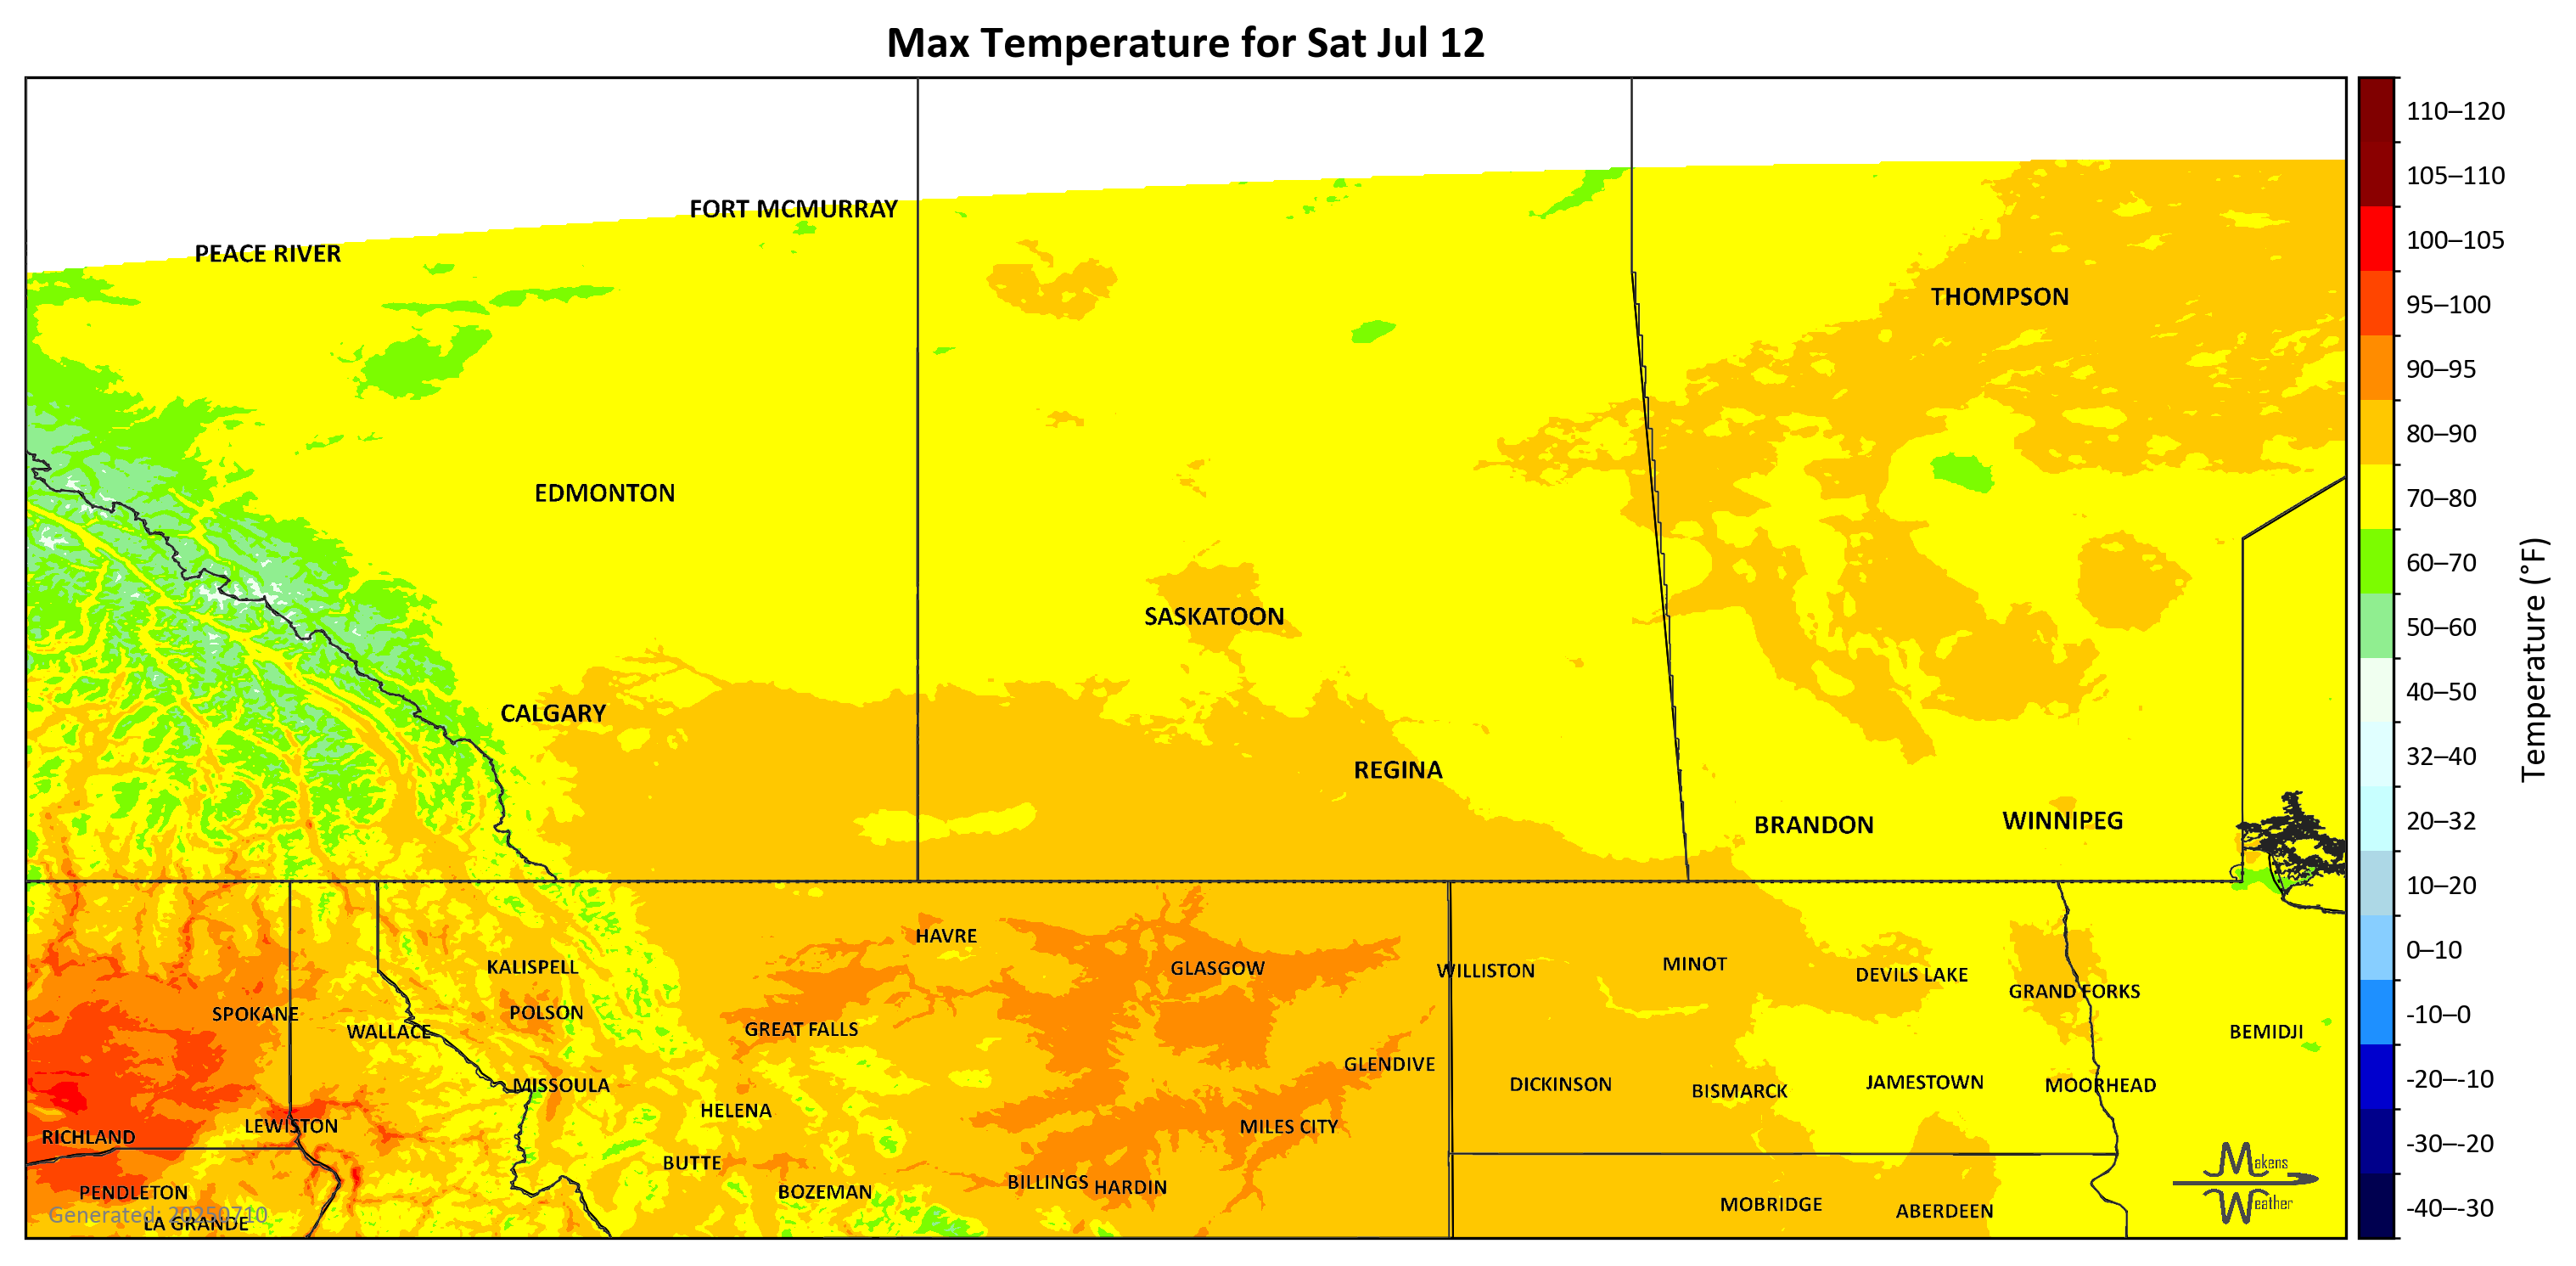 Max Temperature for Sat Jul 12
FORT MCMURRAY
PEACE RIVER
THOMPSON
EDMONTON
SASKATOON
CALGARY
REGINA
BRANDON
WINNIPEG
HAVRE
KALISPELL
GLASGOW
WILLISTON
MINOT
DEVILS LAKE
GRAND FORKS
SPOKANE
POLSON
WALLACE
GREAT FALLS
BEMIDJI
GLENDIVE
MISSOULA
DICKINSON
BISMARCK
JAMESTOWN
MOORHEAD
HELENA
LEWISTON
MILES CITY
RICHLAND
BUTTE
BILLINGS
HARDIN
BOZEMAN
PENDLETON
MOBRIDGE
ABERDEEN
LA GRANDE
Generated: 20250710
Makens
Weather
110–120
105–110
100–105
95–100
90–95
80–90
70–80
60–70
50–60
40–50
32–40
20–32
10–20
0–10
-10–0
-20–-10
-30–-20
-40–-30
Temperature (°F)